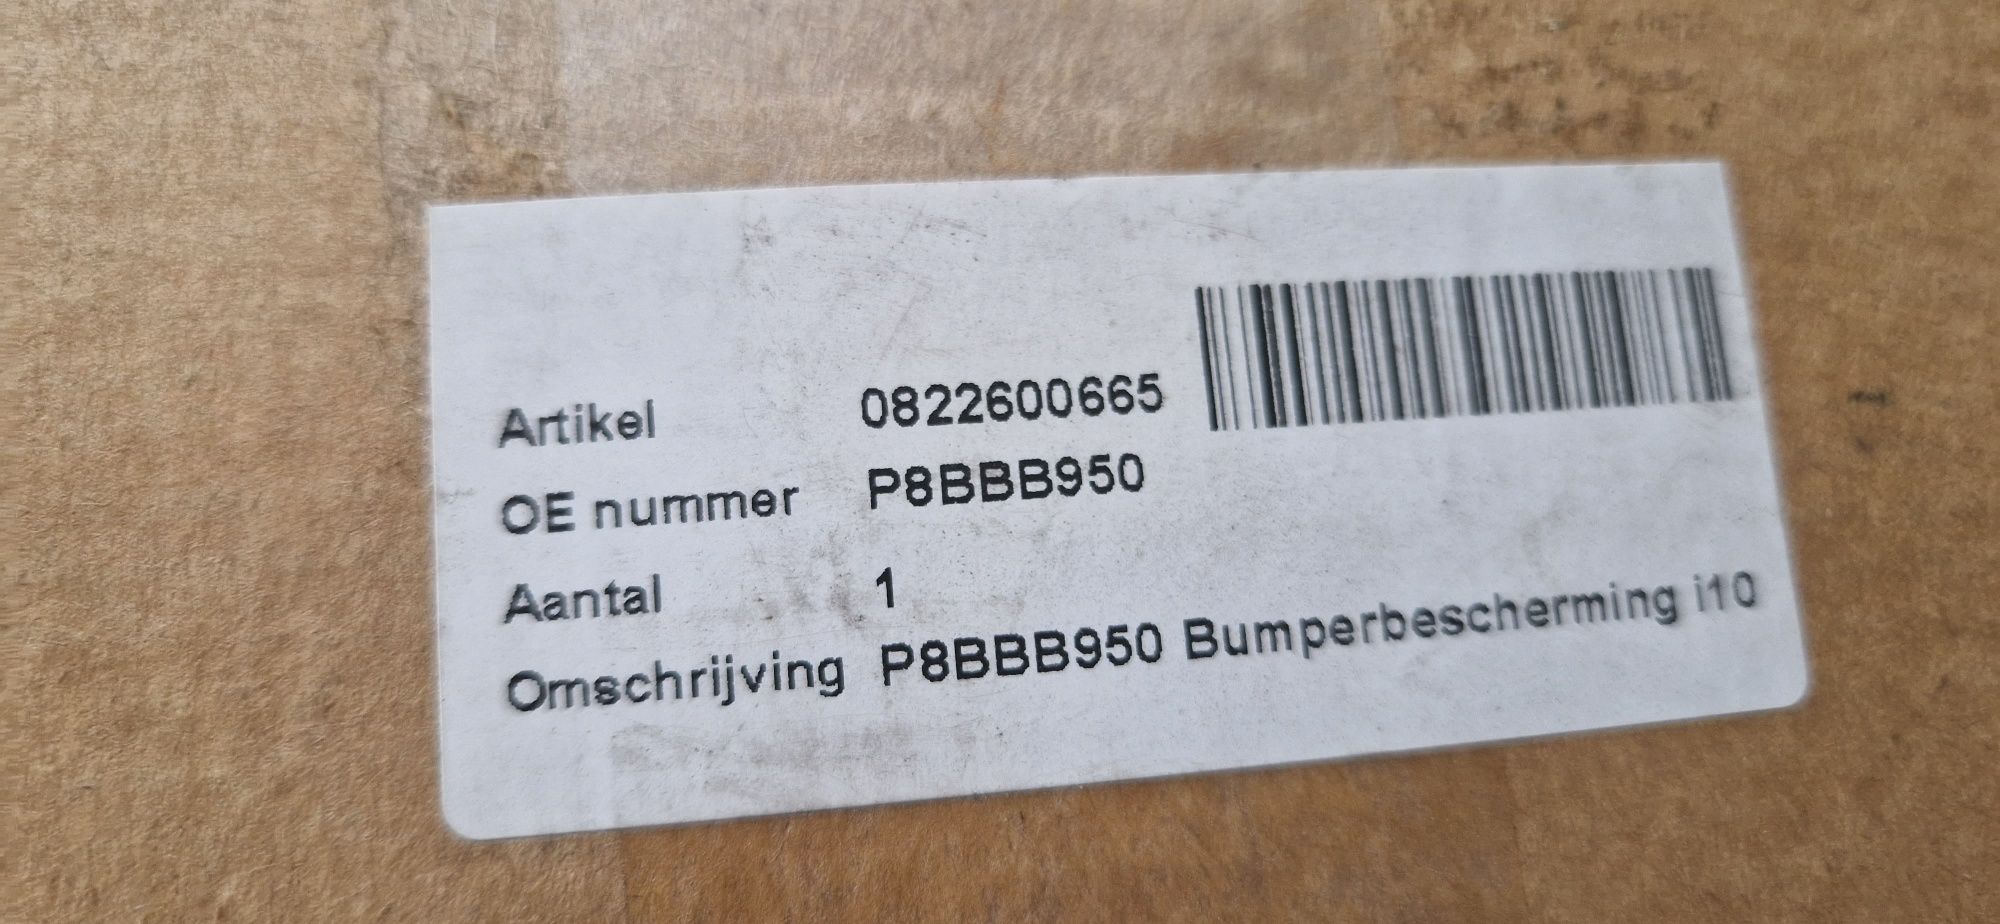 Artikel 0822600665
OE nummer P8BBB950
Aantal 1
Omschrijving P8BBB950 Bumperbescherming i10